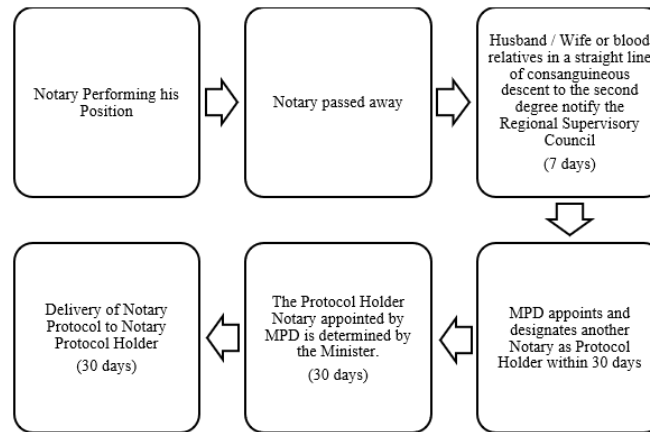 Notary Performing his
Position
Notary passed away
Husband / Wife or blood
relatives in a straight line
of consanguineous
descent to the second
degree notify the
Regional Supervisory
Council
(7 days)
MPD appoints and
designates another
Notary as Protocol
Holder within 30 days
The Protocol Holder
Notary appointed by
MPD is determined by
the Minister.
(30 days)
Delivery of Notary
Protocol to Notary
Protocol Holder
(30 days)